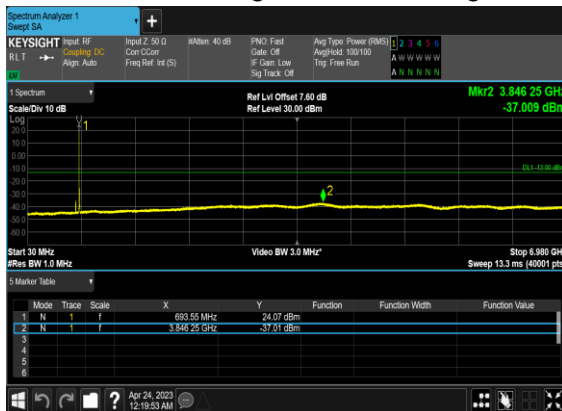 Spectrum Analyzer 1
Swept SA
+
KEYSIGHT Input: RF Input Z: 50 Ω #Atten: 40 dB PNO: Fast Avg Type: Power (RMS) 1 2 3 4 5 6
R L T Coupling: DC Corr CCorr Gate: Off Avg|Hold: 100/100 A W W W W W
Align: Auto Freq Ref: Int (S) IF Gain: Low Trig: Free Run
Sig Track: Off A N N N N N
1 Spectrum
Scale/Div 10 dB Ref Lvl Offset 7.60 dB Mkr2 3.846 25 GHz
Ref Level 30.00 dBm -37.009 dBm
Log
20.0
10.0
0.00
-10.0
-20.0
-30.0
-40.0
-50.0
-60.0
1
2
DL1 -13.00 dBm
Start 30 MHz Video BW 3.0 MHz* Stop 6.980 GHz
#Res BW 1.0 MHz Sweep 13.3 ms (40001 pts)
5 Marker Table
Mode Trace Scale X Y Function Function Width Function Value
1 N 1 f 693.55 MHz 24.07 dBm
2 N 1 f 3.846 25 GHz -37.01 dBm
3
4
5
6
? Apr 24, 2023
12:19:53 AM